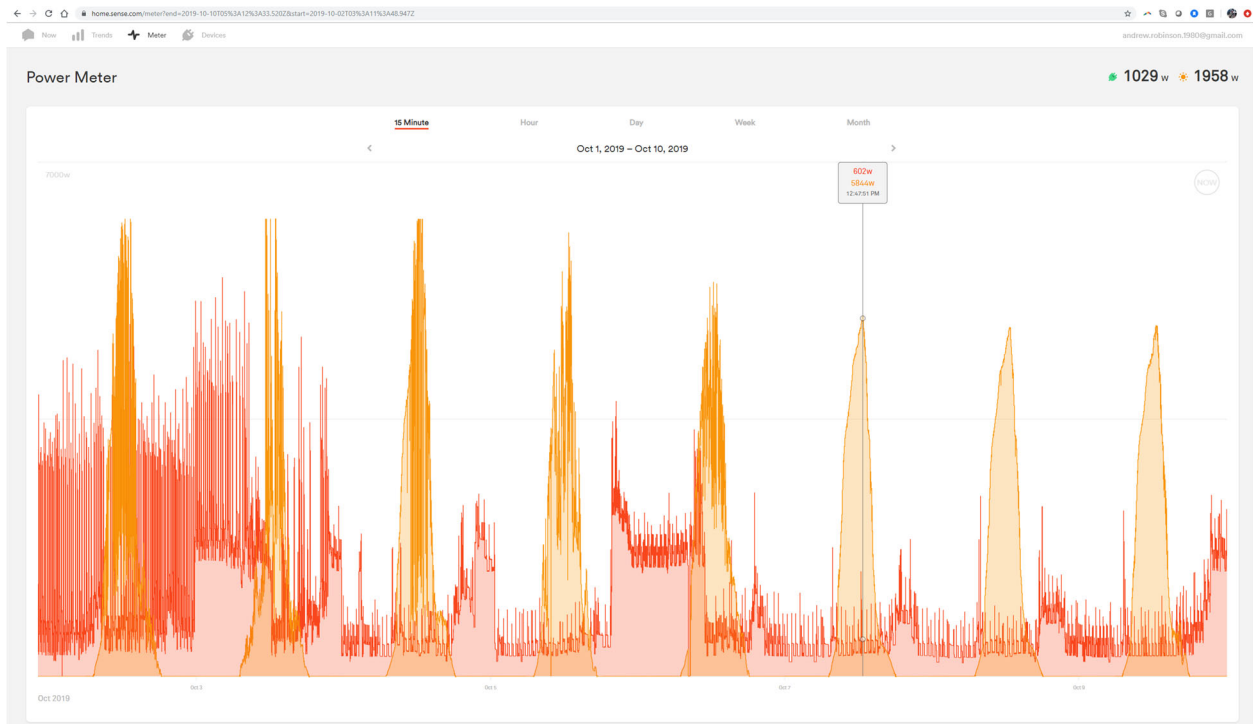 home.sense.com/meter?end=2019-10-10T05%3A12%3A33.520Z&start=2019-10-02T03%3A11%3A48.947Z
Now Trends Meter Devices andrew.robinson.1980@gmail.com
Power Meter 1029 w 1958 w
15 Minute Hour Day Week Month
Oct 1, 2019 – Oct 10, 2019
7000w
602w
5844w
12:47:51 PM
NOW
Oct 3 Oct 5 Oct 7 Oct 9
Oct 2019